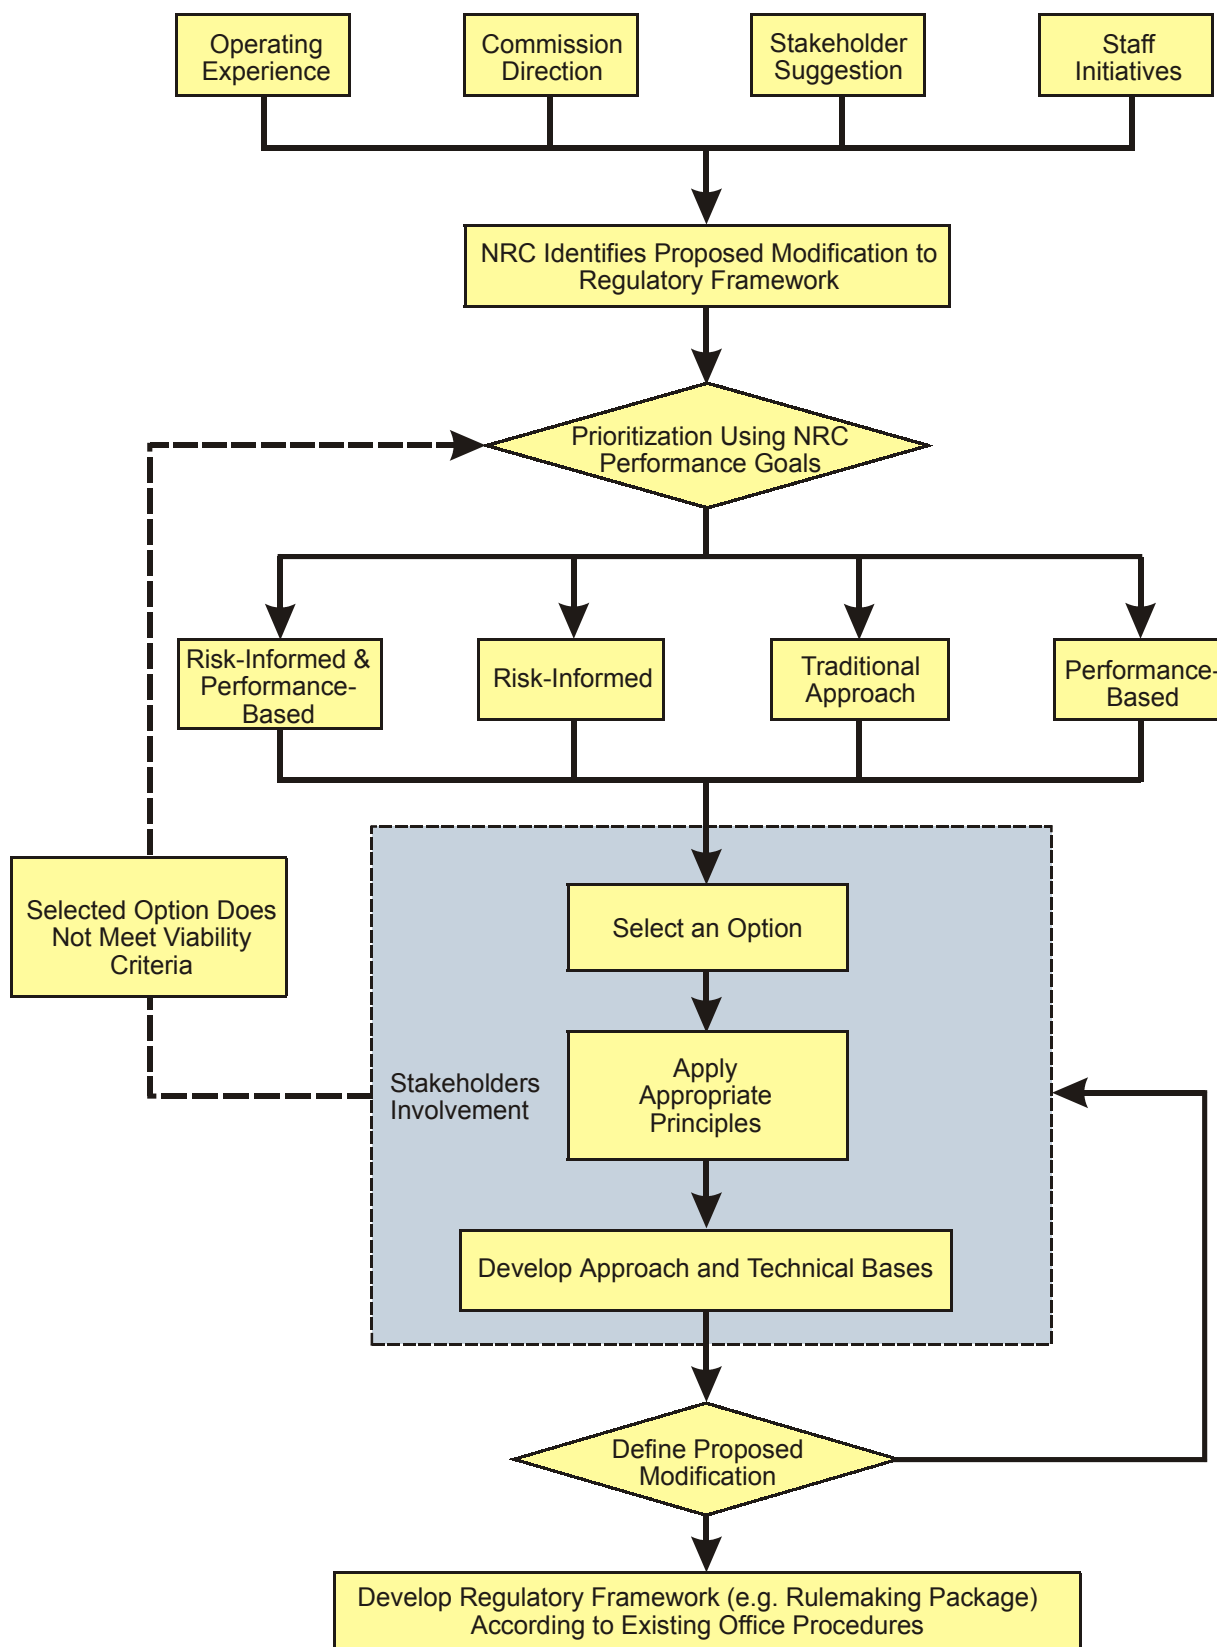 Operating
Experience
Commission
Direction
Stakeholder
Suggestion
Staff
Initiatives
NRC Identifies Proposed Modification to
Regulatory Framework
Prioritization Using NRC
Performance Goals
Risk-Informed &
Performance-
Based
Risk-Informed
Traditional
Approach
Performance-
Based
Selected Option Does
Not Meet Viability
Criteria
Select an Option
Stakeholders
Involvement
Apply
Appropriate
Principles
Develop Approach and Technical Bases
Define Proposed
Modification
Develop Regulatory Framework (e.g. Rulemaking Package)
According to Existing Office Procedures